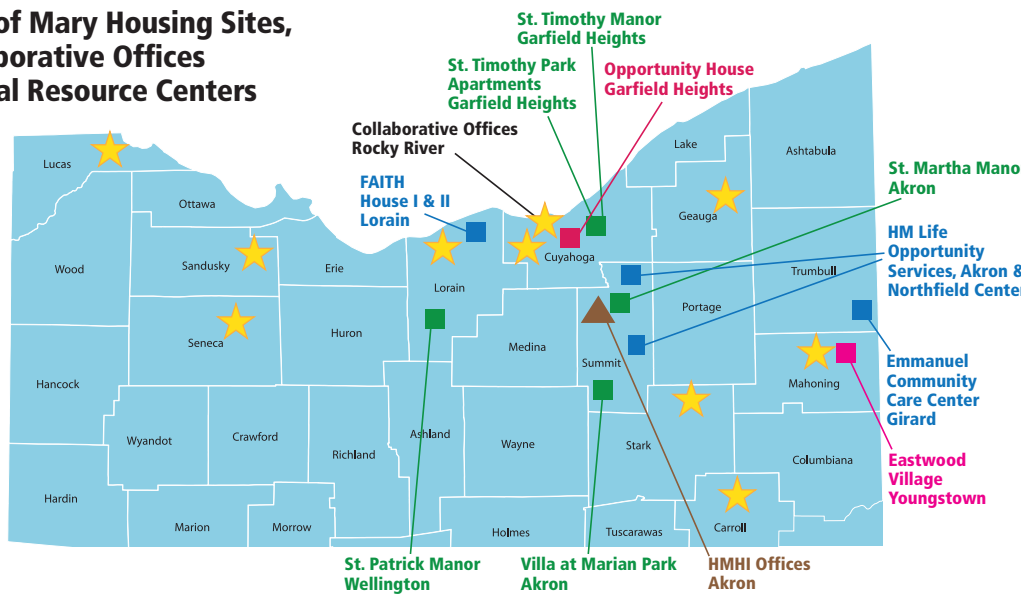 of Mary Housing Sites,
borative Offices
al Resource Centers
St. Timothy Manor
Garfield Heights
St. Timothy Park
Apartments
Garfield Heights
Opportunity House
Garfield Heights
Collaborative Offices
Rocky River
FAITH
House I & II
Lorain
St. Martha Mano
Akron
HM Life
Opportunity
Services, Akron &
Northfield Center
Emmanuel
Community
Care Center
Girard
Eastwood
Village
Youngstown
St. Patrick Manor
Wellington
Villa at Marian Park
Akron
HMHI Offices
Akron
Lucas
Ottawa
Wood
Sandusky
Erie
Lorain
Cuyahoga
Lake
Geauga
Ashtabula
Trumbull
Portage
Summit
Medina
Huron
Seneca
Hancock
Mahoning
Wyandot
Crawford
Richland
Ashland
Wayne
Stark
Columbiana
Hardin
Marion
Morrow
Holmes
Tuscarawas
Carroll